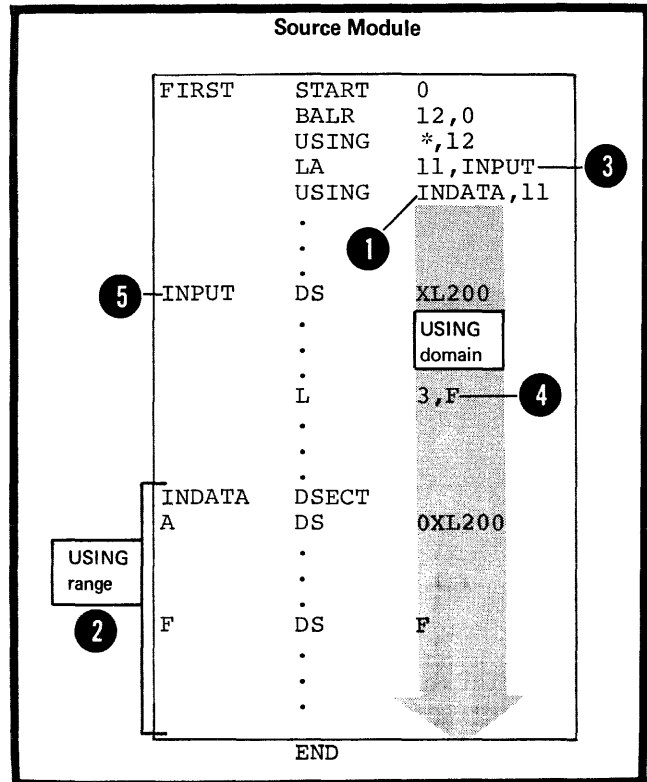 Source Module
FIRST START 0
BALR 12,0
USING *,12
LA 11,INPUT 3
USING INDATA,11
.
1
.
.
5 INPUT DS XL200
.
USING
domain
.
.
L 3,F 4
.
.
.
INDATA DSECT
A DS 0XL200
USING
range
.
.
.
2
F DS F
.
.
.
END